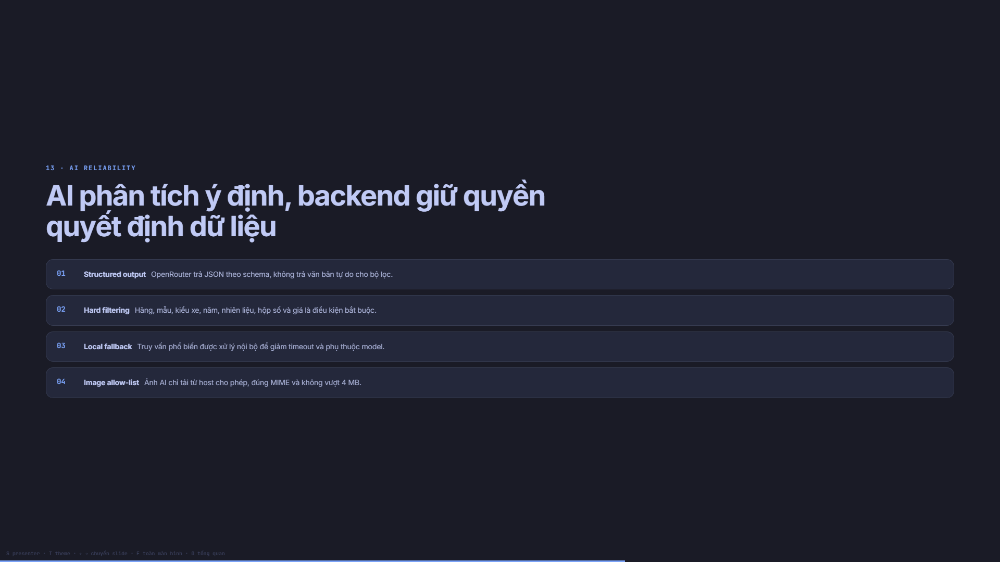 13 · AI RELIABILITY
AI phân tích ý định, backend giữ quyền
quyết định dữ liệu
01 Structured output OpenRouter trả JSON theo schema, không trả văn bản tự do cho bộ lọc.
02 Hard filtering Hãng, mẫu, kiểu xe, năm, nhiên liệu, hộp số và giá là điều kiện bắt buộc.
03 Local fallback Truy vấn phổ biến được xử lý nội bộ để giảm timeout và phụ thuộc model.
04 Image allow-list Ảnh AI chỉ tải từ host cho phép, đúng MIME và không vượt 4 MB.
S presenter · T theme · ← → chuyển slide · F toàn màn hình · O tổng quan